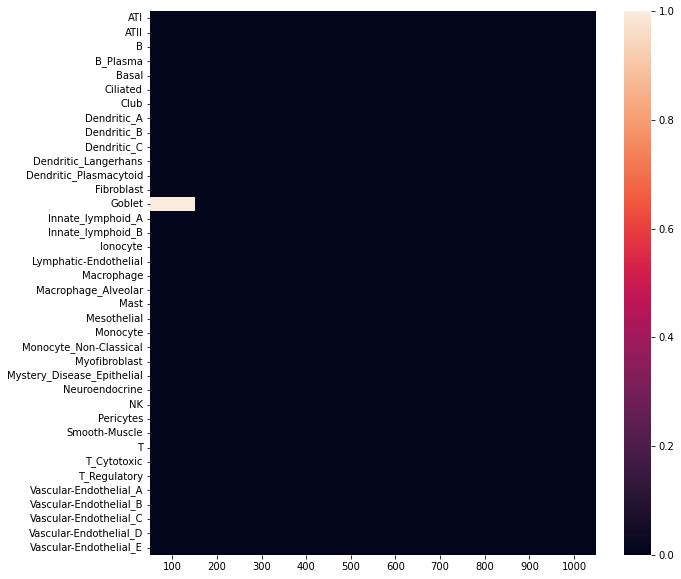 ATI
ATII
B
B_Plasma
Basal
Ciliated
Club
Dendritic_A
Dendritic_B
Dendritic_C
Dendritic_Langerhans
Dendritic_Plasmacytoid
Fibroblast
Goblet
Innate_lymphoid_A
Innate_lymphoid_B
Ionocyte
Lymphatic-Endothelial
Macrophage
Macrophage_Alveolar
Mast
Mesothelial
Monocyte
Monocyte_Non-Classical
Myofibroblast
Mystery_Disease_Epithelial
Neuroendocrine
NK
Pericytes
Smooth-Muscle
T
T_Cytotoxic
T_Regulatory
Vascular-Endothelial_A
Vascular-Endothelial_B
Vascular-Endothelial_C
Vascular-Endothelial_D
Vascular-Endothelial_E
100 200 300 400 500 600 700 800 900 1000
1.0
0.8
0.6
0.4
0.2
0.0